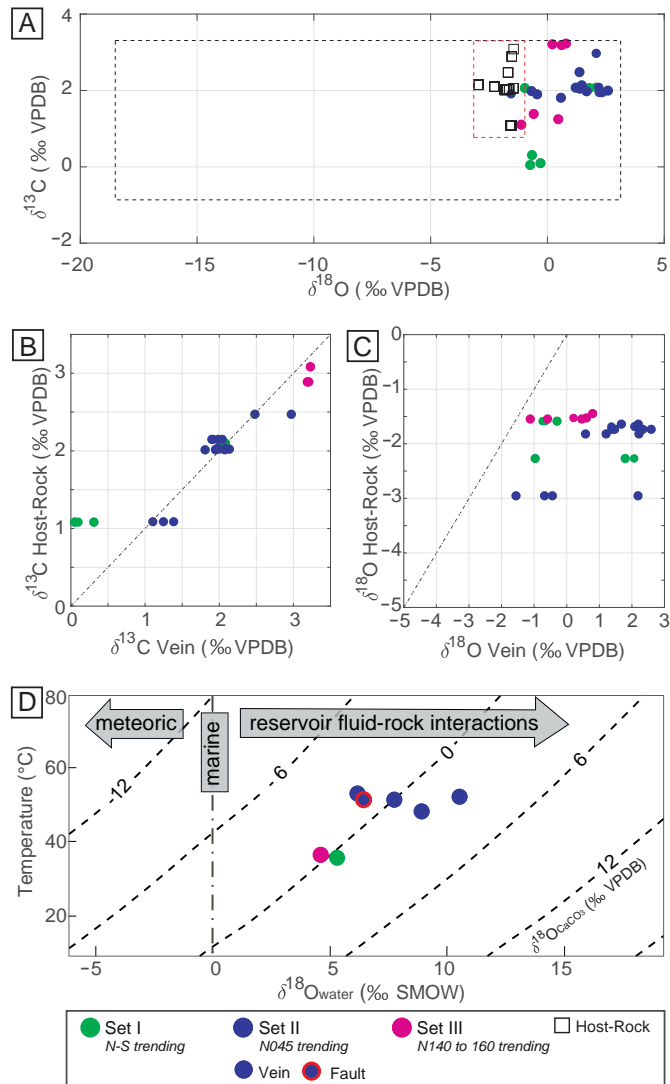 A
4
2
0
−2
δ13C (‰ VPDB)
−20
−15
−10
−5
0
5
δ18O (‰ VPDB)
B
3
2
1
0
δ13C Host-Rock (‰ VPDB)
0
1
2
3
δ13C Vein (‰ VPDB)
C
0
−1
−2
−3
−4
−5
δ18O Host-Rock (‰ VPDB)
−5
−4
−3
−2
−1
0
1
2
3
δ18O Vein (‰ VPDB)
D
80
60
40
20
Temperature (°C)
meteoric
marine
reservoir fluid-rock interactions
12
6
0
6
12
δ18OCaCO3 (‰ VPDB)
−5
0
5
10
15
δ18Owater (‰ SMOW)
Set I
N-S trending
Set II
N045 trending
Set III
N140 to 160 trending
Host-Rock
Vein
Fault